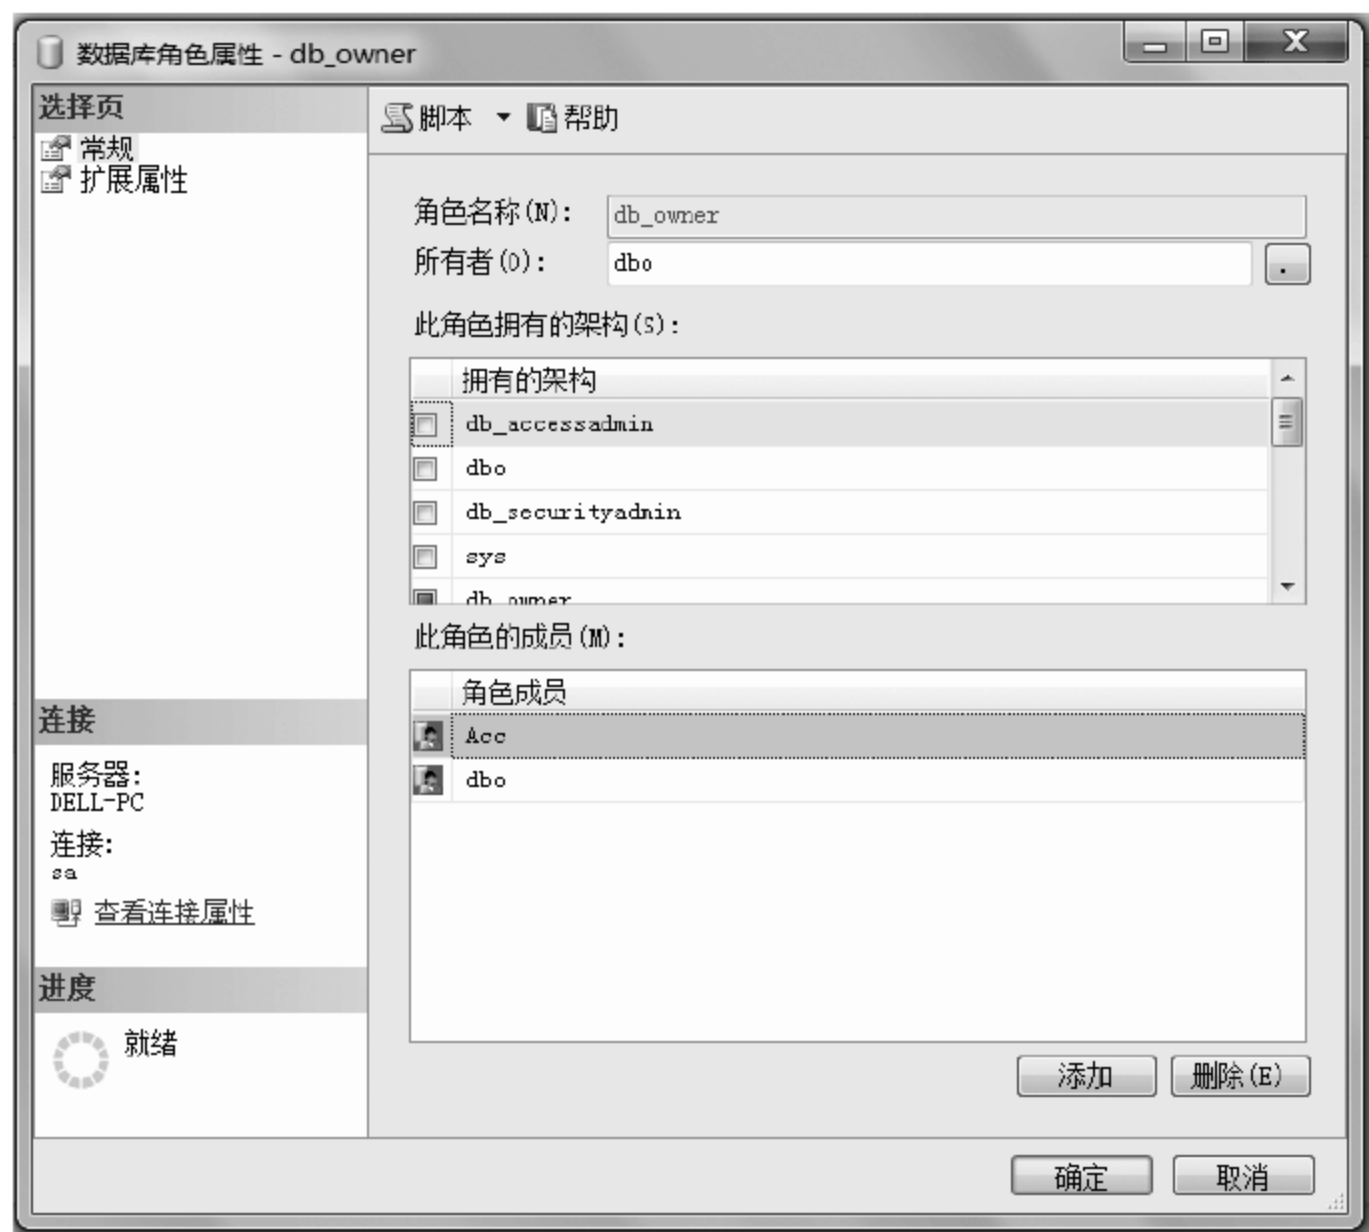 数据库角色属性 - db_owner
选择页
常规
扩展属性
脚本 帮助
角色名称(N): db_owner
所有者(O): dbo
此角色拥有的架构(S):
拥有的架构
db_accessadmin
dbo
db_securityadmin
sys
db_owner
此角色的成员(M):
角色成员
Acc
dbo
连接
服务器:
DELL-PC
连接:
sa
查看连接属性
进度
就绪
添加 删除(E)
确定 取消